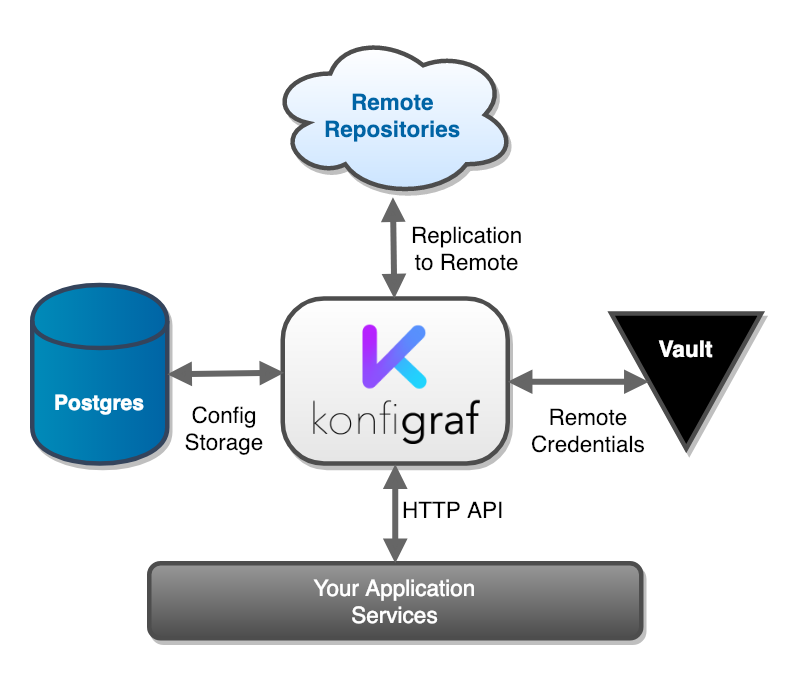 Remote
Repositories
Replication
to Remote
Postgres
Config
Storage
konfigraf
Vault
Remote
Credentials
HTTP API
Your Application
Services